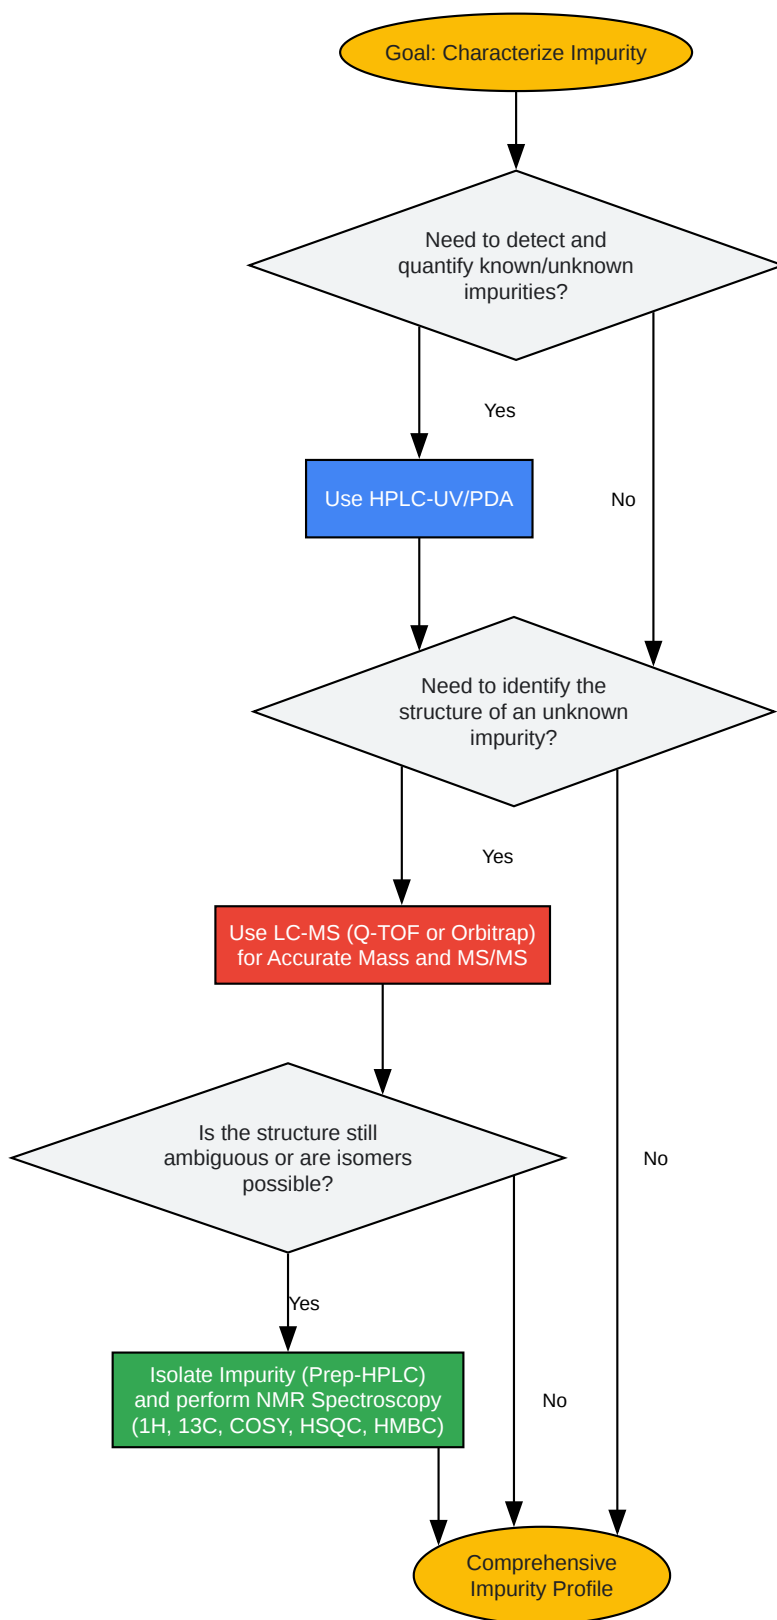 Goal: Characterize Impurity
Need to detect and
quantify known/unknown
impurities?
Yes
Use HPLC-UV/PDA
No
Need to identify the
structure of an unknown
impurity?
Yes
Use LC-MS (Q-TOF or Orbitrap)
for Accurate Mass and MS/MS
Is the structure still
ambiguous or are isomers
possible?
No
Yes
Isolate Impurity (Prep-HPLC)
and perform NMR Spectroscopy
(1H, 13C, COSY, HSQC, HMBC)
No
Comprehensive
Impurity Profile